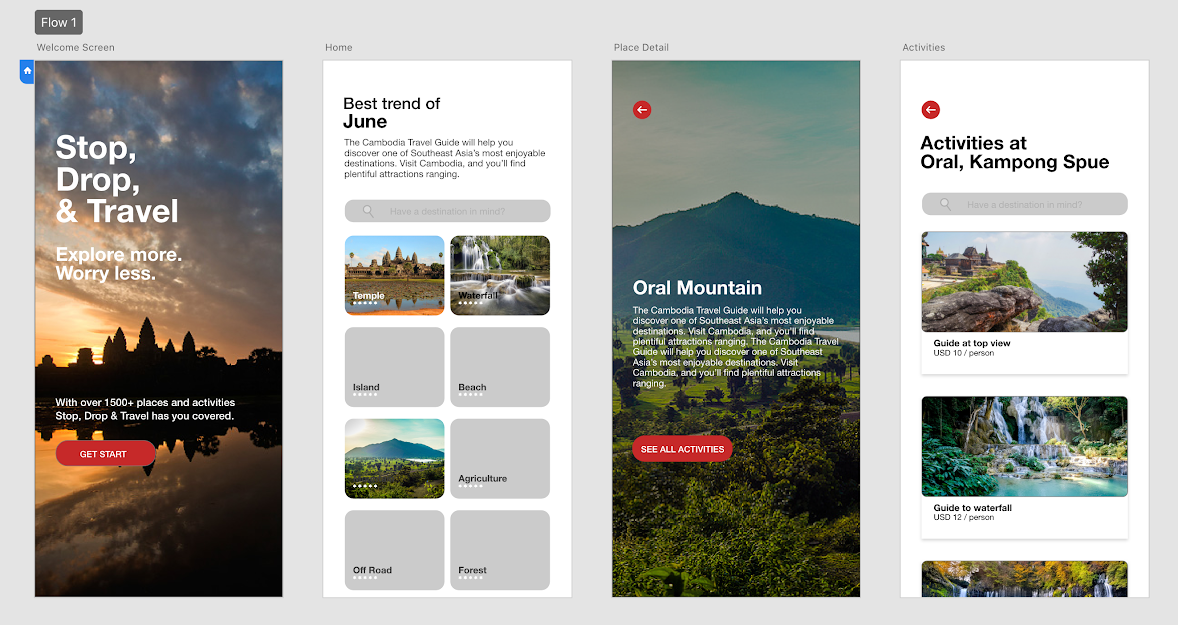 Flow 1
Welcome Screen
Stop,
Drop,
& Travel
Explore more.
Worry less.
With over 1500+ places and activities
Stop, Drop & Travel has you covered.
GET START
Home
Best trend of
June
The Cambodia Travel Guide will help you
discover one of Southeast Asia's most enjoyable
destinations. Visit Cambodia, and you'll find
plentiful attractions ranging.
Have a destination in mind?
Temple
Waterfall
Island
Beach
Agriculture
Off Road
Forest
Place Detail
Oral Mountain
The Cambodia Travel Guide will help you
discover one of Southeast Asia's most enjoyable
destinations. Visit Cambodia, and you'll find
plentiful attractions ranging. The Cambodia Travel
Guide will help you discover one of Southeast
Asia's most enjoyable destinations. Visit
Cambodia, and you'll find plentiful attractions
ranging.
SEE ALL ACTIVITIES
Activities
Activities at
Oral, Kampong Spue
Have a destination in mind?
Guide at top view
USD 10 / person
Guide to waterfall
USD 12 / person